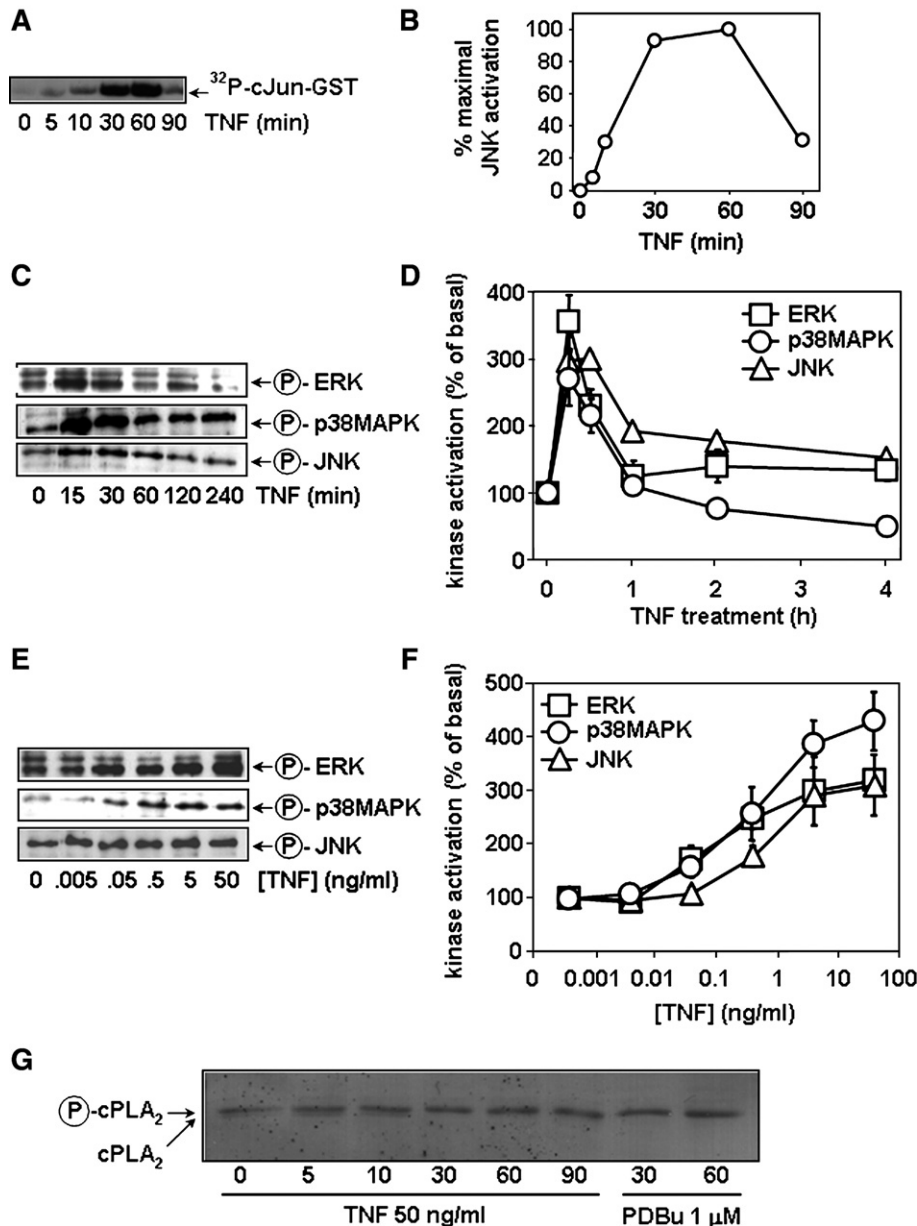 A
³²P-cJun-GST
0 5 10 30 60 90 TNF (min)
B
% maximal
JNK activation
100
80
60
40
20
0
0 30 60 90
TNF (min)
C
P - ERK
P - p38MAPK
P - JNK
0 15 30 60 120 240 TNF (min)
D
kinase activation (% of basal)
400
300
200
100
0
ERK
p38MAPK
JNK
0 1 2 3 4
TNF treatment (h)
E
P - ERK
P - p38MAPK
P - JNK
0 .005 .05 .5 5 50 [TNF] (ng/ml)
F
kinase activation (% of basal)
500
400
300
200
100
0
ERK
p38MAPK
JNK
0 0.001 0.01 0.1 1 10 100
[TNF] (ng/ml)
G
P -cPLA₂
cPLA₂
0 5 10 30 60 90 30 60
TNF 50 ng/ml PDBu 1 μM